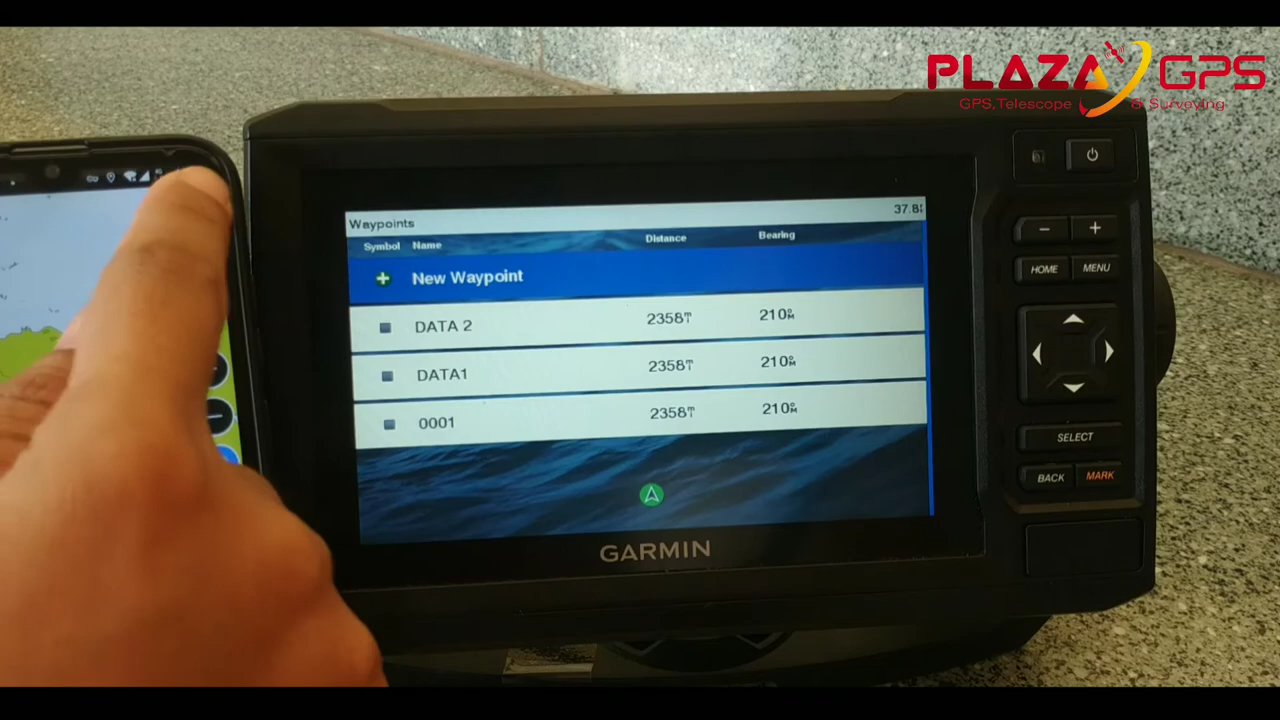 PLAZA GPS
GPS, Telescope & Surveying
Waypoints 37.8
Symbol Name Distance Bearing
New Waypoint
DATA 2 2358 210
DATA1 2358 210
0001 2358 210
GARMIN
HOME MENU
SELECT
BACK MARK